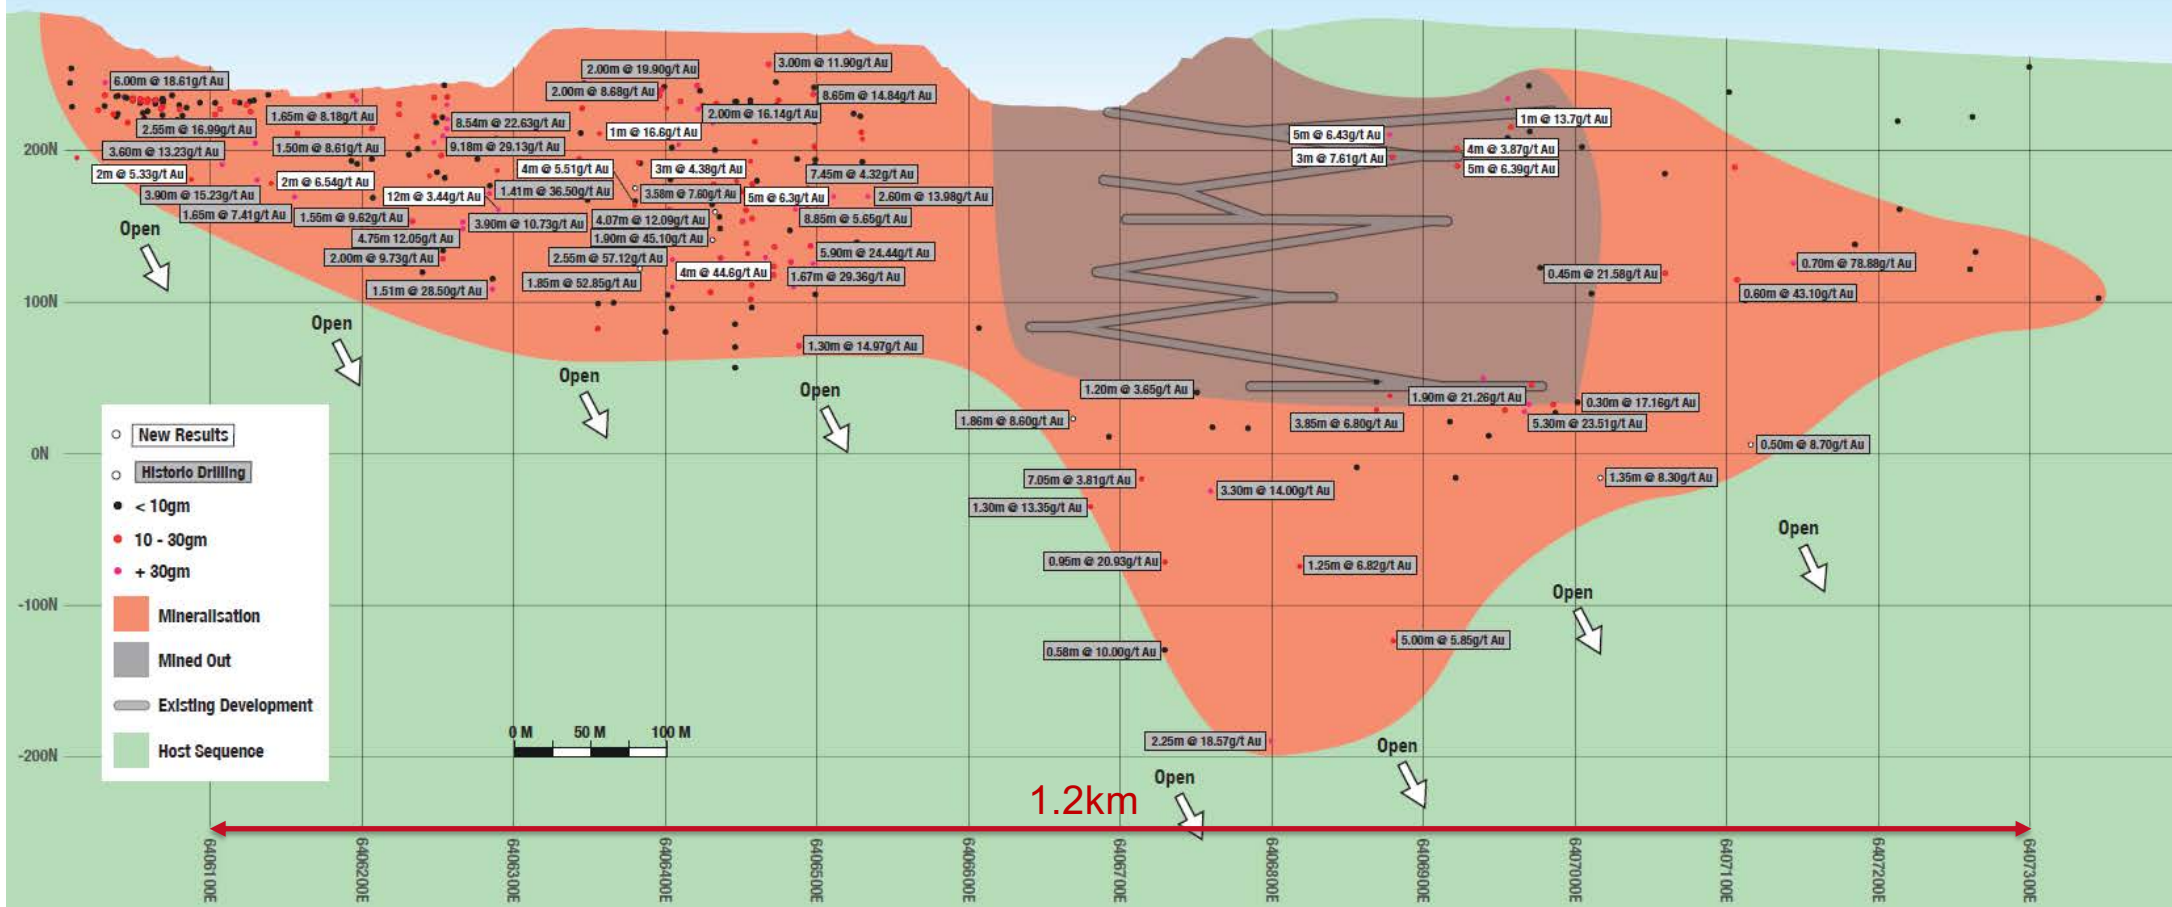 6.00m @ 18.61g/t Au
2.00m @ 19.90g/t Au
3.00m @ 11.90g/t Au
2.00m @ 8.68g/t Au
8.65m @ 14.84g/t Au
1.65m @ 8.18g/t Au
2.00m @ 16.14g/t Au
8.54m @ 22.63g/t Au
1m @ 13.7g/t Au
2.55m @ 16.99g/t Au
1m @ 16.6g/t Au
5m @ 6.43g/t Au
200N
3.60m @ 13.23g/t Au
1.50m @ 8.61g/t Au
9.18m @ 29.13g/t Au
4m @ 3.87g/t Au
3m @ 7.61g/t Au
2m @ 5.33g/t Au
4m @ 5.51g/t Au
3m @ 4.38g/t Au
7.45m @ 4.32g/t Au
5m @ 6.39g/t Au
2m @ 6.54g/t Au
3.90m @ 15.23g/t Au
12m @ 3.44g/t Au
1.41m @ 36.50g/t Au
3.58m @ 7.60g/t Au
5m @ 6.3g/t Au
2.60m @ 13.98g/t Au
1.65m @ 7.41g/t Au
1.55m @ 9.62g/t Au
3.90m @ 10.73g/t Au
4.07m @ 12.09g/t Au
8.85m @ 5.65g/t Au
Open
4.75m 12.05g/t Au
1.90m @ 45.10g/t Au
2.00m @ 9.73g/t Au
2.55m @ 57.12g/t Au
5.90m @ 24.44g/t Au
0.70m @ 78.88g/t Au
4m @ 44.6g/t Au
1.67m @ 29.36g/t Au
0.45m @ 21.58g/t Au
1.51m @ 28.50g/t Au
1.85m @ 52.85g/t Au
0.60m @ 43.10g/t Au
100N
Open
1.30m @ 14.97g/t Au
Open
Open
1.20m @ 3.65g/t Au
1.90m @ 21.26g/t Au
0.30m @ 17.16g/t Au
1.86m @ 8.60g/t Au
3.85m @ 6.80g/t Au
5.30m @ 23.51g/t Au
New Results
0.50m @ 8.70g/t Au
0N
Historic Drilling
7.05m @ 3.81g/t Au
1.35m @ 8.30g/t Au
3.30m @ 14.00g/t Au
< 10gm
1.30m @ 13.35g/t Au
10 - 30gm
Open
+ 30gm
0.95m @ 20.93g/t Au
1.25m @ 6.82g/t Au
Open
-100N
Mineralisation
5.00m @ 5.85g/t Au
Mined Out
0.58m @ 10.00g/t Au
Existing Development
0 M 50 M 100 M
Host Sequence
2.25m @ 18.57g/t Au
Open
-200N
Open
1.2km
6406100E
6406200E
6406300E
6406400E
6406500E
6406600E
6406700E
6406800E
6406900E
6407000E
6407100E
6407200E
6407300E